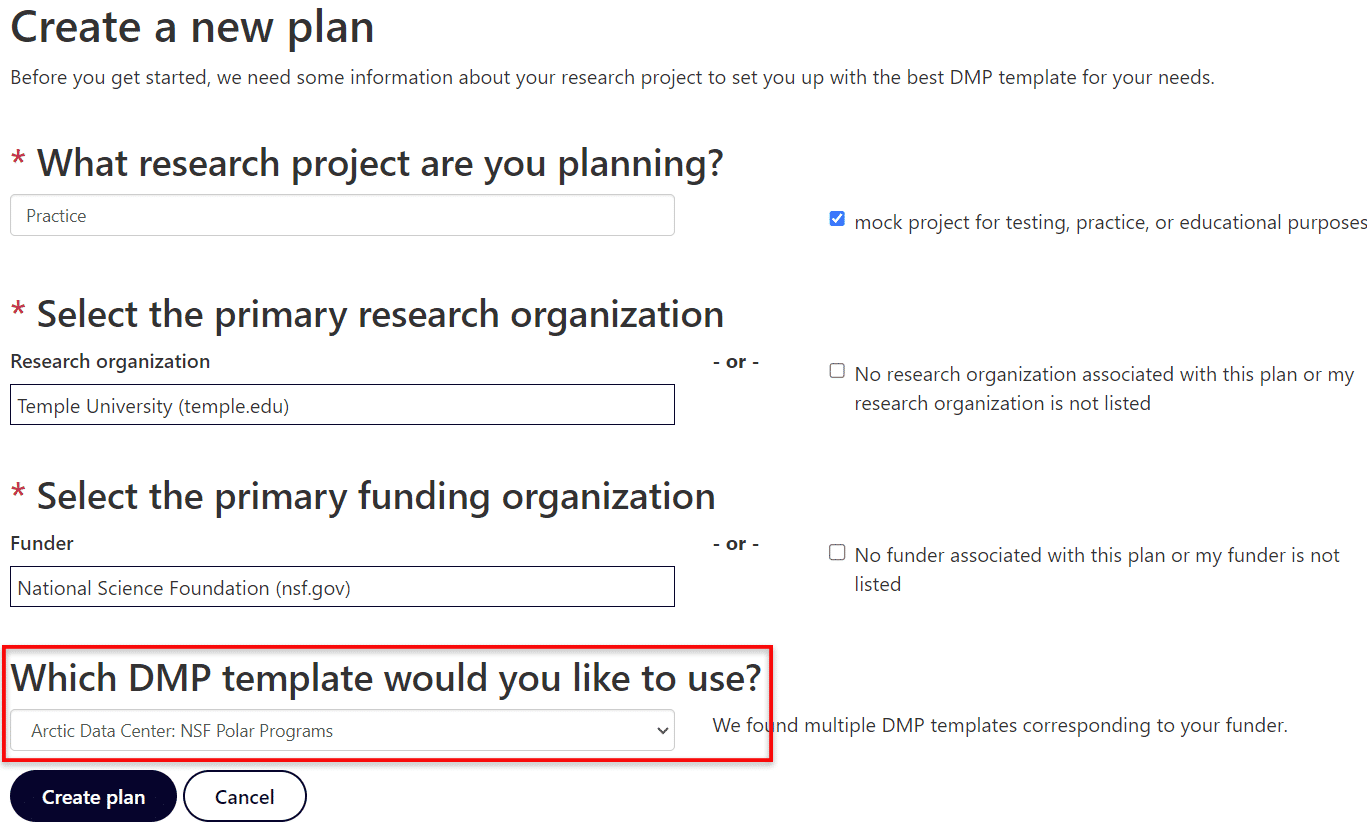 Create a new plan
Before you get started, we need some information about your research project to set you up with the best DMP template for your needs.
* What research project are you planning?
Practice
mock project for testing, practice, or educational purposes
* Select the primary research organization
Research organization
- or -
No research organization associated with this plan or my
research organization is not listed
Temple University (temple.edu)
* Select the primary funding organization
Funder
- or -
No funder associated with this plan or my funder is not
listed
National Science Foundation (nsf.gov)
Which DMP template would you like to use?
Arctic Data Center: NSF Polar Programs
We found multiple DMP templates corresponding to your funder.
Create plan
Cancel